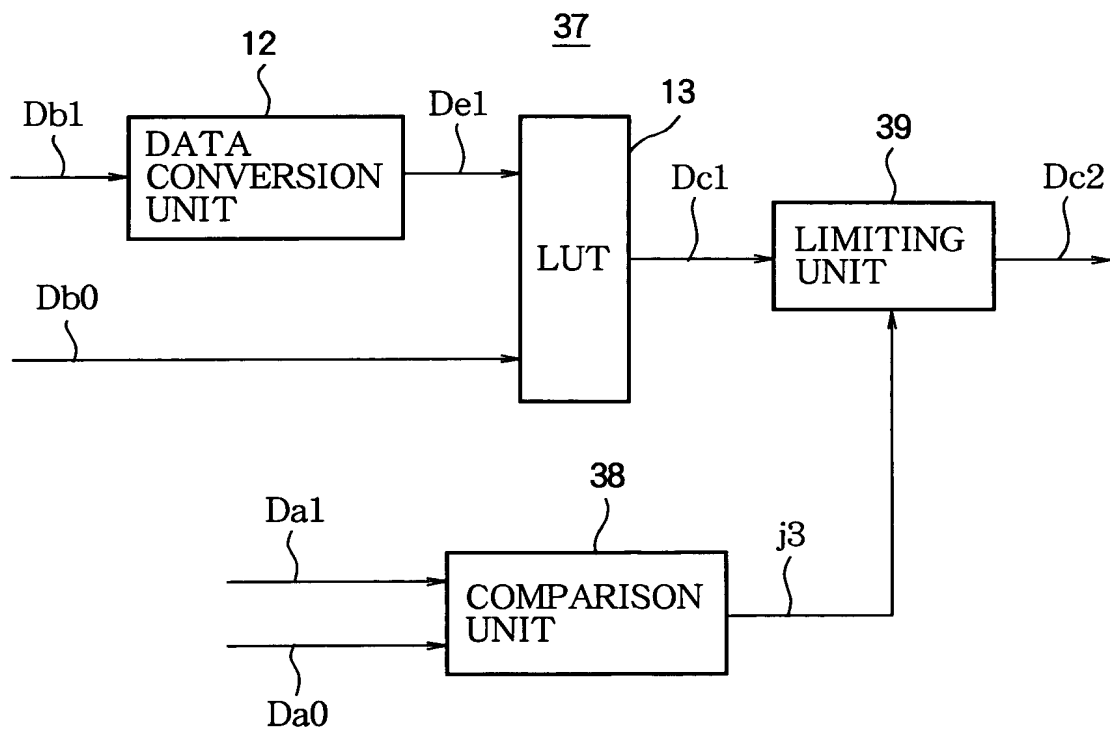 37
12
Db1
DATA
CONVERSION
UNIT
De1
13
LUT
Dc1
39
LIMITING
UNIT
Dc2
Db0
38
Da1
COMPARISON
UNIT
j3
Da0